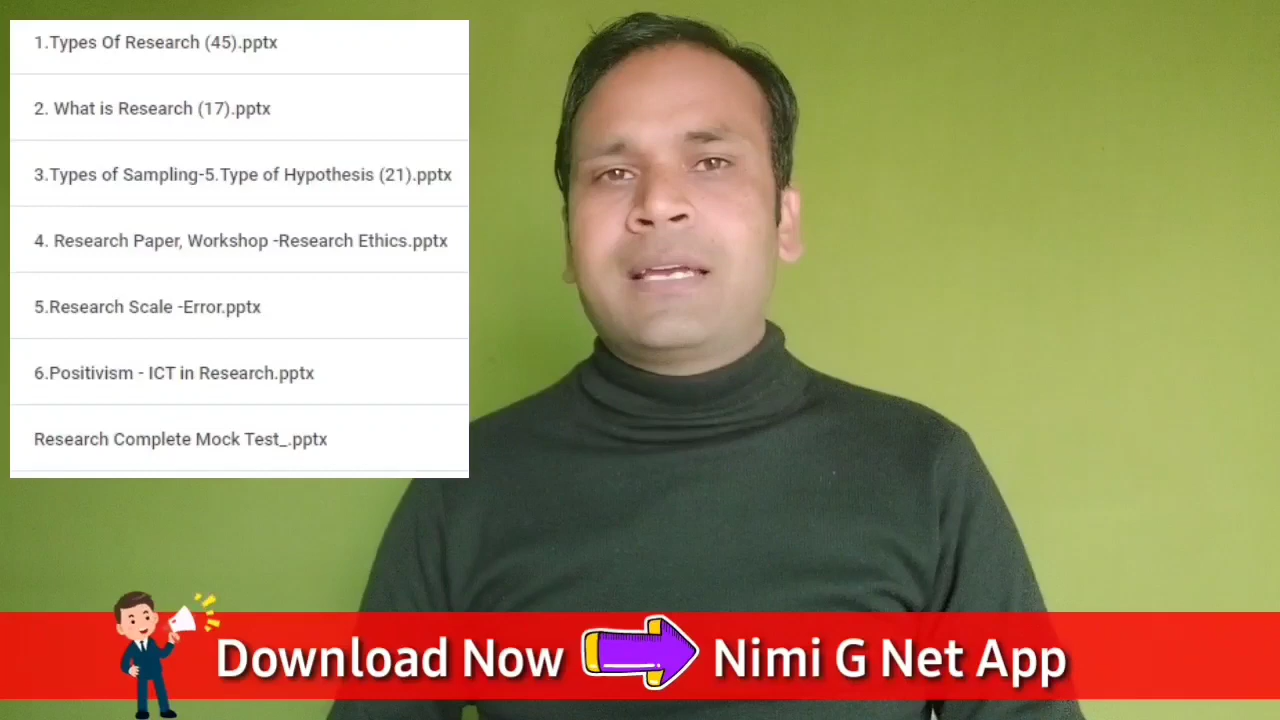 1.Types Of Research (45).pptx
2. What is Research (17).pptx
3.Types of Sampling-5.Type of Hypothesis (21).pptx
4. Research Paper, Workshop -Research Ethics.pptx
5.Research Scale -Error.pptx
6.Positivism - ICT in Research.pptx
Research Complete Mock Test_.pptx
Download Now Nimi G Net App